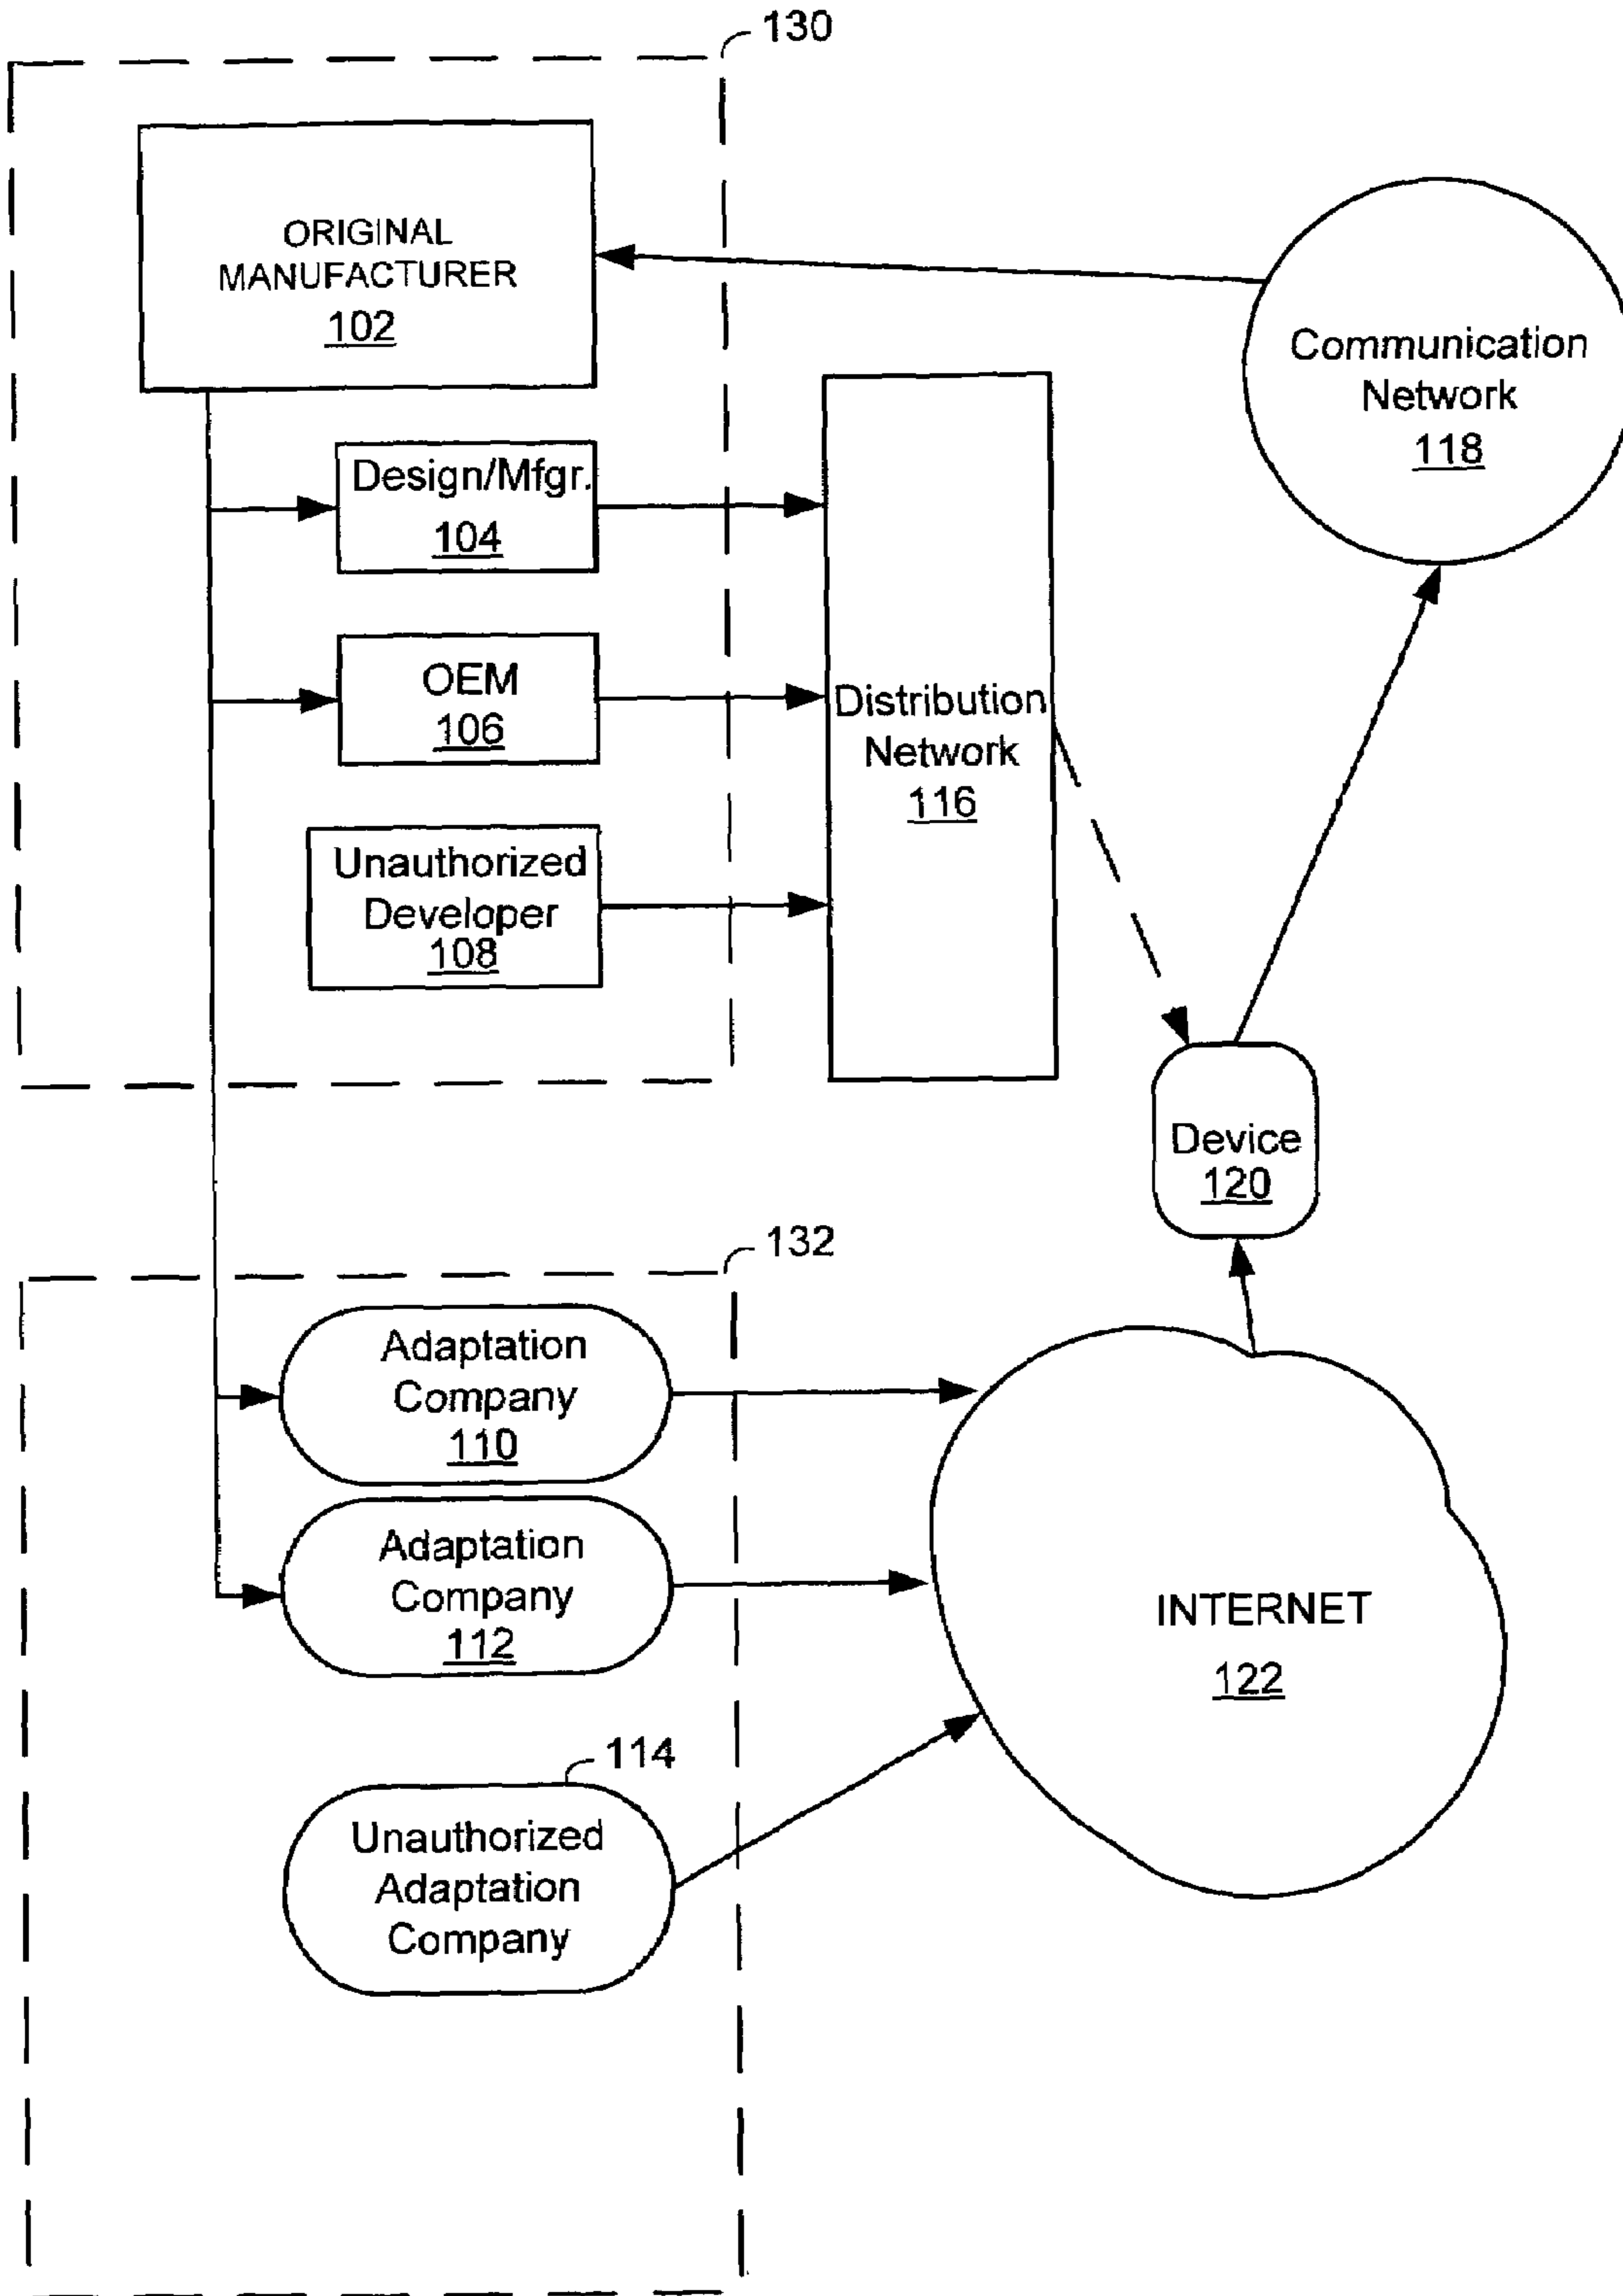 130
ORIGINAL
MANUFACTURER
102
Communication
Network
118
Design/Mfgr.
104
OEM
106
Distribution
Network
116
Unauthorized
Developer
108
Device
120
132
Adaptation
Company
110
Adaptation
Company
112
INTERNET
122
114
Unauthorized
Adaptation
Company